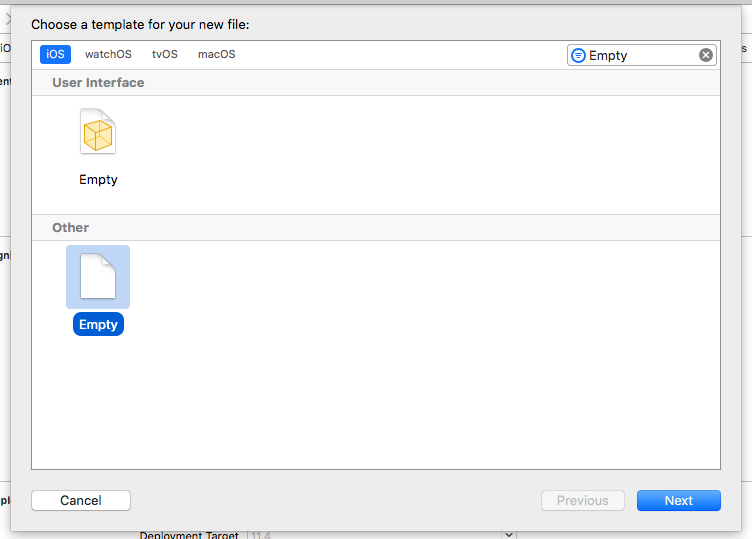 Choose a template for your new file:
iO
iOS watchOS tvOS macOS
Empty
s
User Interface
Empty
Other
Empty
Cancel Previous Next
Deployment Target 11.4